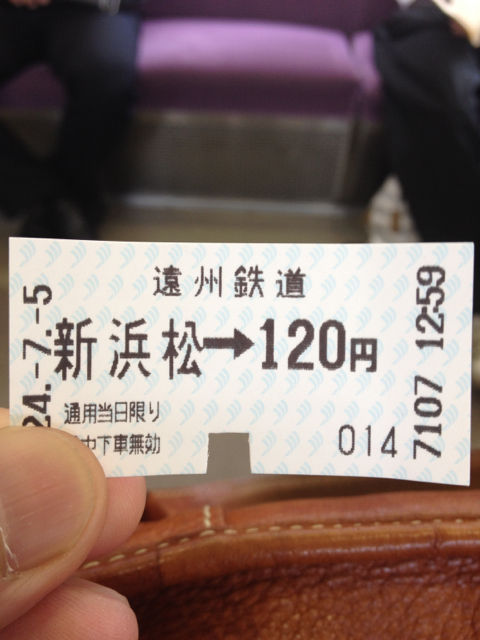 遠州鉄道
新浜松→120円
通用当日限り
中下車無効
014
24.-7.-5
7107 12:59